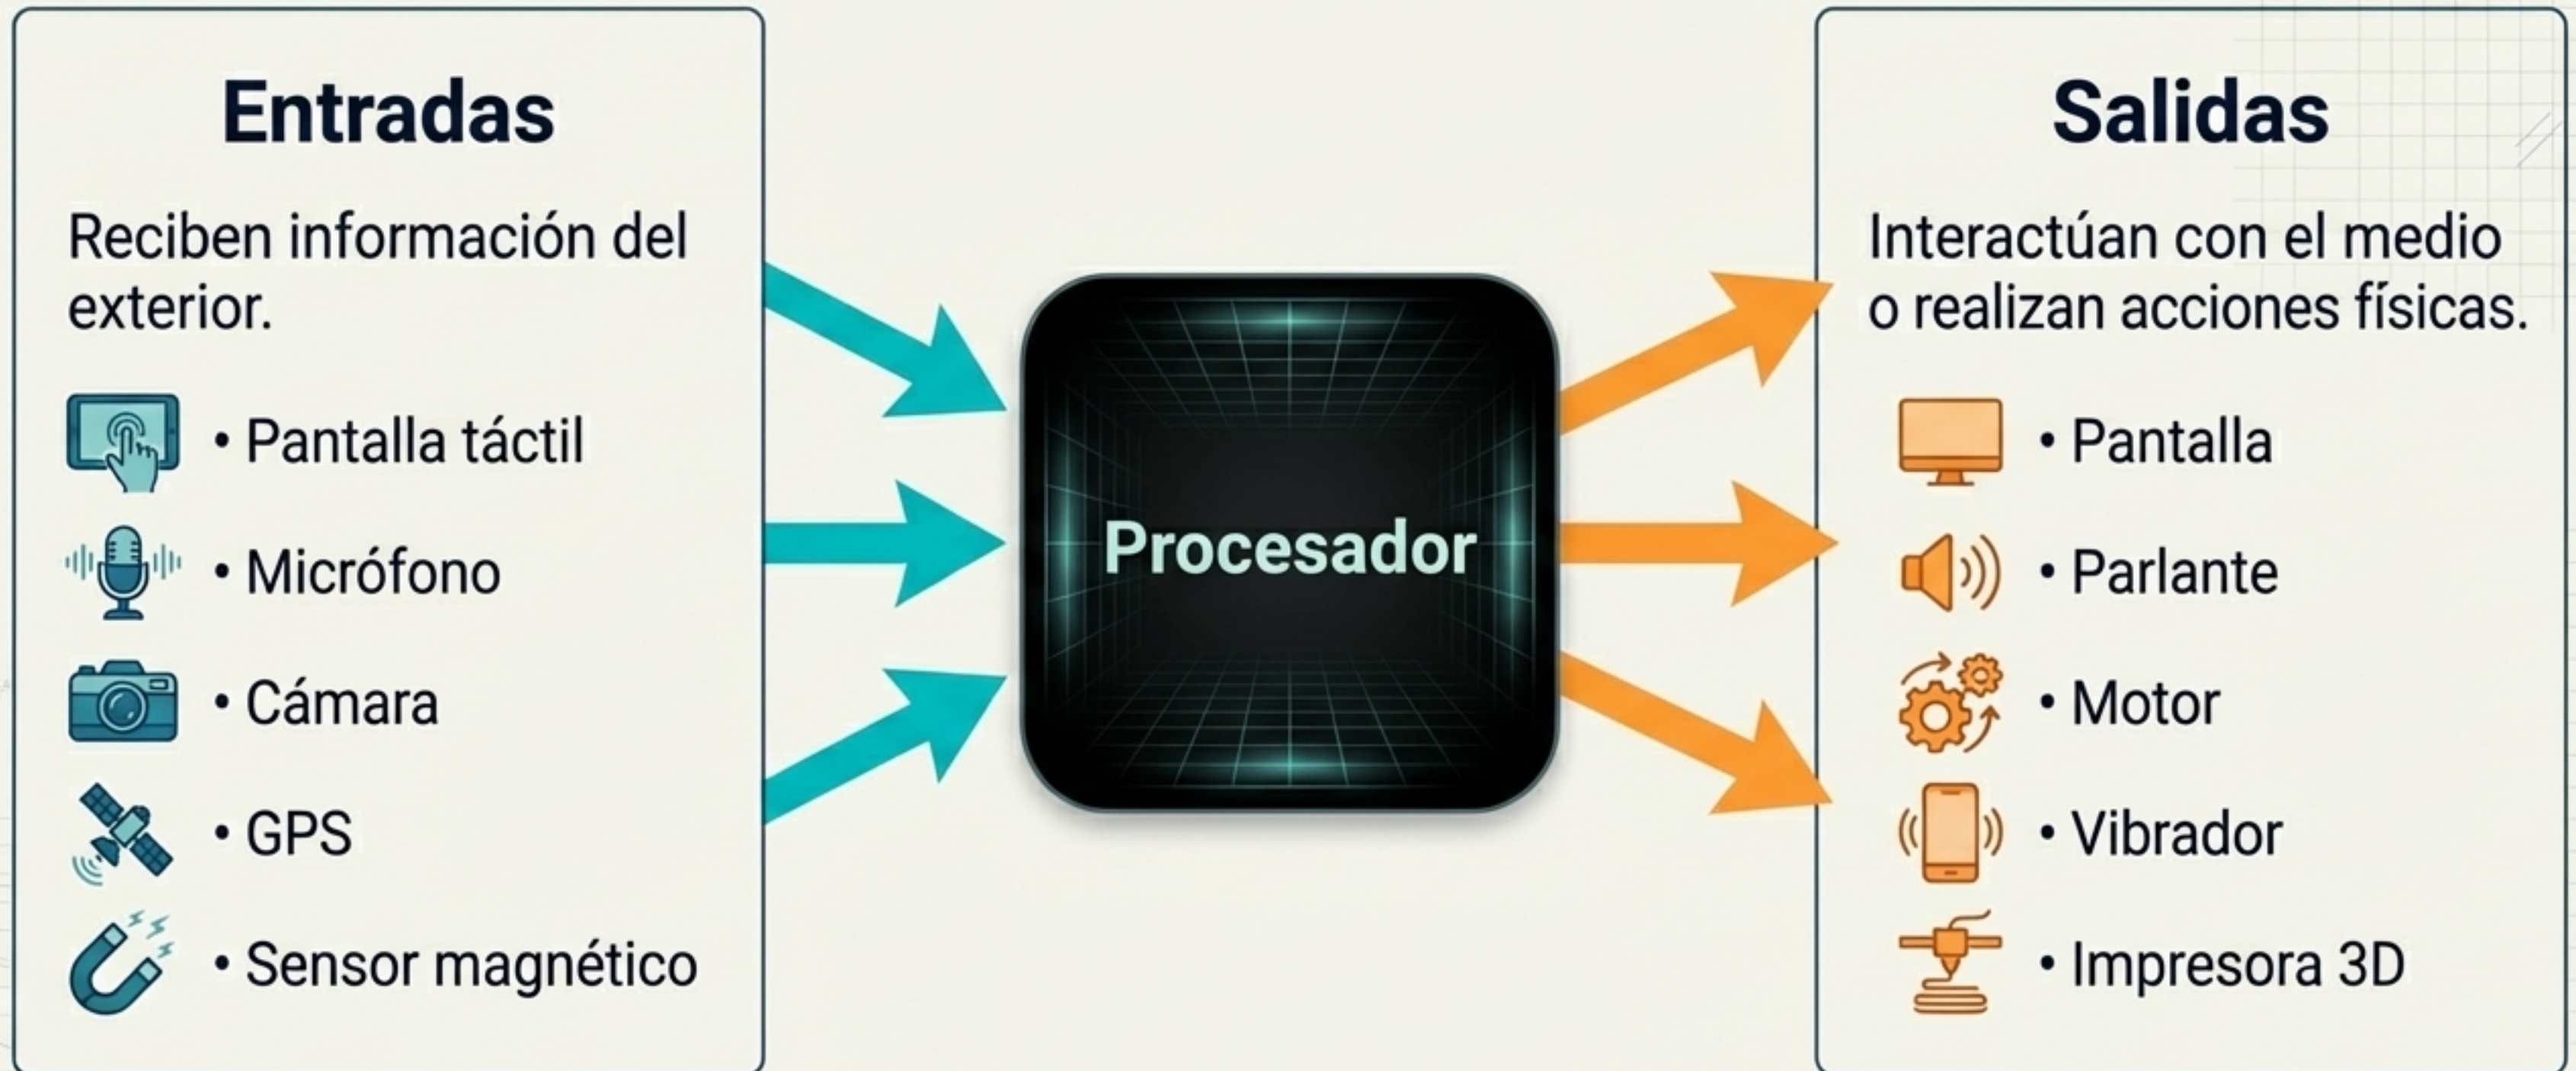 Entradas
Reciben información del
exterior.
• Pantalla táctil
• Micrófono
• Cámara
• GPS
• Sensor magnético
Procesador
Salidas
Interactúan con el medio
o realizan acciones físicas.
• Pantalla
• Parlante
• Motor
• Vibrador
• Impresora 3D